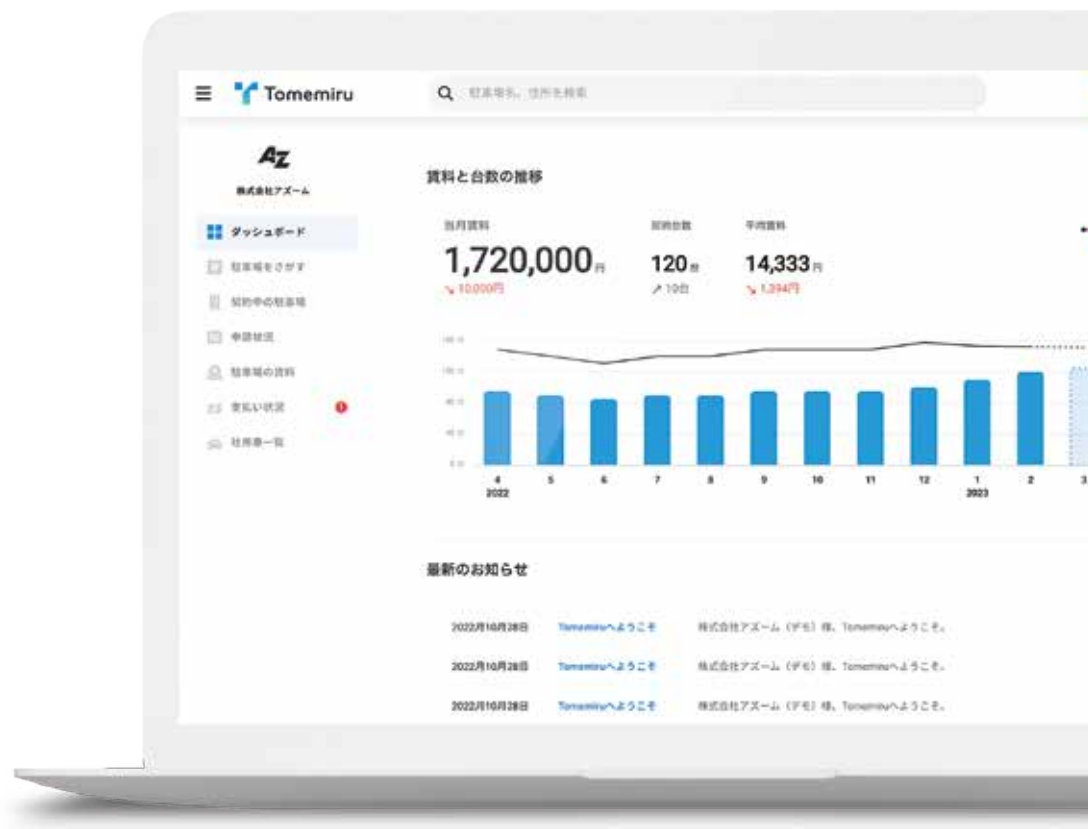 Tomemiru
駐車場名、住所を検索
AZ
株式会社アズーム
ダッシュボード
駐車場をさがす
契約中の駐車場
申請状況
駐車場の賃料
支払い状況
社用車一覧
賃料と台数の推移
当月賃料 契約台数 平均賃料
1,720,000円 120台 14,333円
↘ 10,000円 ↗ 10台 ↘ 1,394円
4 5 6 7 8 9 10 11 12 1 2 3
2022 2023
最新のお知らせ
2022月10月28日 Tomemiruへようこそ 株式会社アズーム（デモ）様、Tomemiruへようこそ。
2022月10月28日 Tomemiruへようこそ 株式会社アズーム（デモ）様、Tomemiruへようこそ。
2022月10月28日 Tomemiruへようこそ 株式会社アズーム（デモ）様、Tomemiruへようこそ。